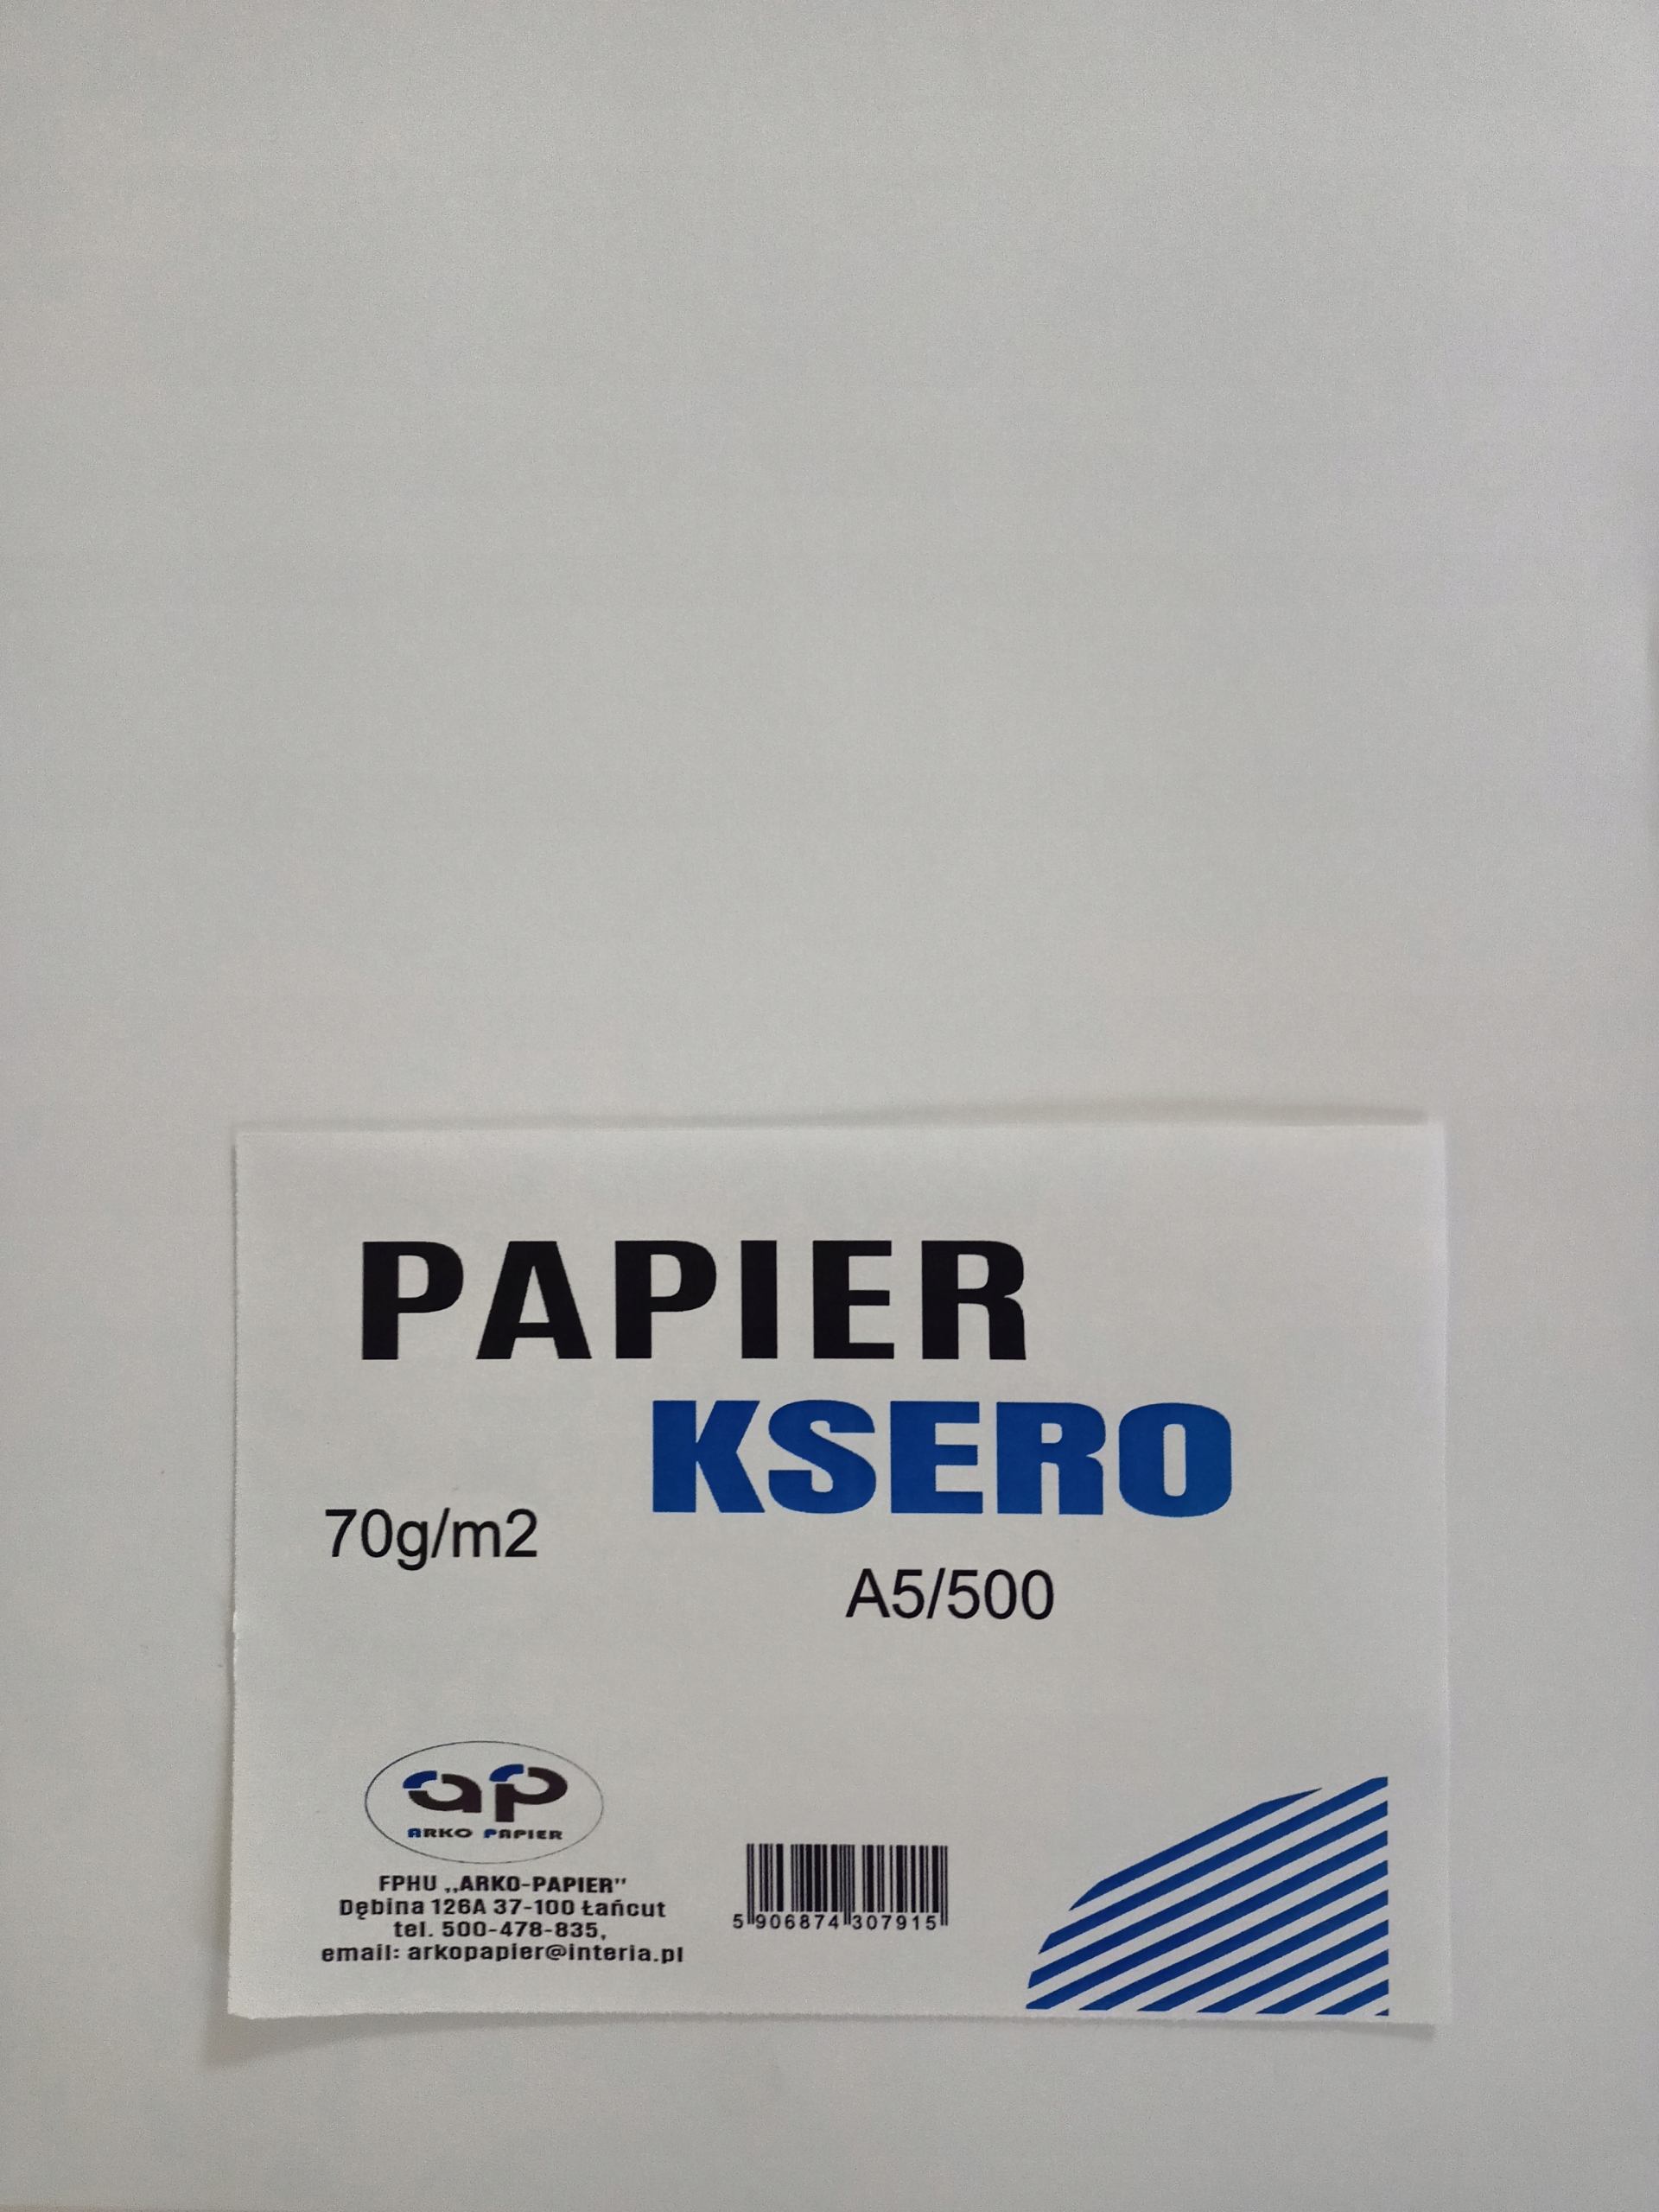 PAPIER
KSERO
70g/m2
A5/500
ap
ARKO PAPIER
FPHU „ARKO-PAPIER”
Dębina 126A 37-100 Łańcut
tel. 500-478-835,
email: arkopapier@interia.pl
5 906874 307915